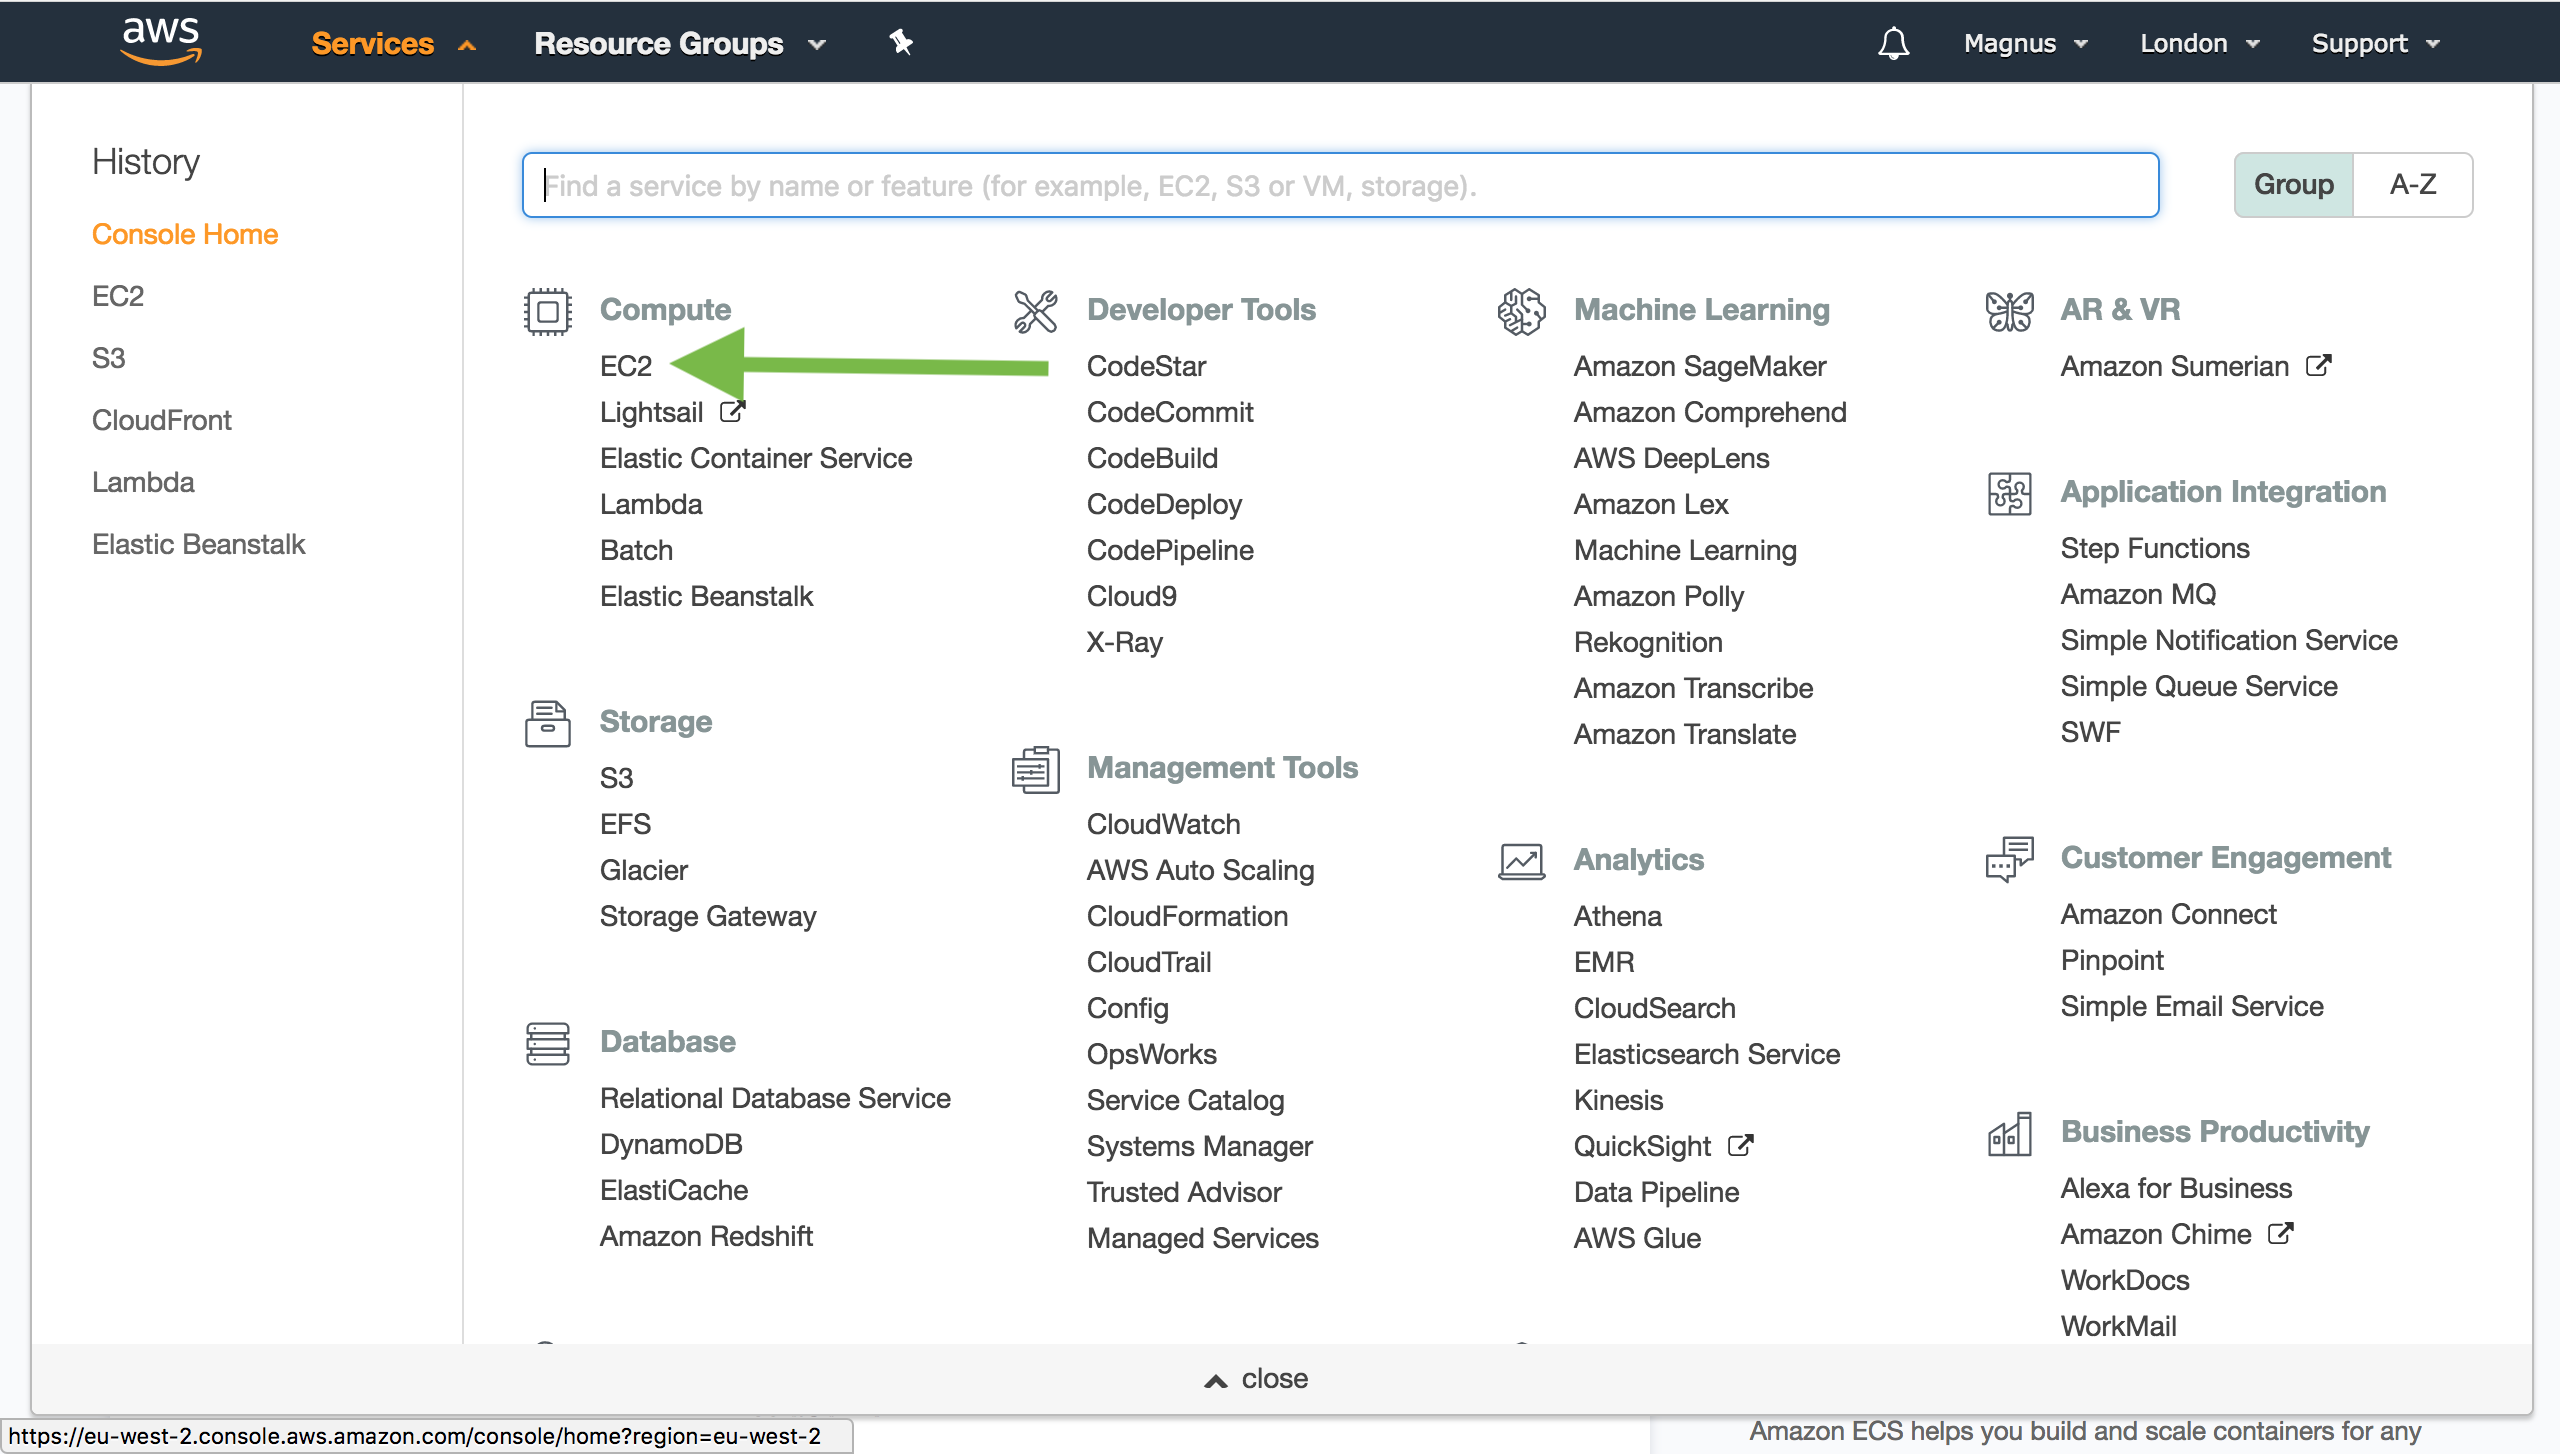 aws
Services
Resource Groups
Magnus
London
Support
History
Console Home
EC2
S3
CloudFront
Lambda
Elastic Beanstalk
Find a service by name or feature (for example, EC2, S3 or VM, storage).
Group
A-Z
Compute
EC2
Lightsail
Elastic Container Service
Lambda
Batch
Elastic Beanstalk
Storage
S3
EFS
Glacier
Storage Gateway
Database
Relational Database Service
DynamoDB
ElastiCache
Amazon Redshift
Developer Tools
CodeStar
CodeCommit
CodeBuild
CodeDeploy
CodePipeline
Cloud9
X-Ray
Management Tools
CloudWatch
AWS Auto Scaling
CloudFormation
CloudTrail
Config
OpsWorks
Service Catalog
Systems Manager
Trusted Advisor
Managed Services
Machine Learning
Amazon SageMaker
Amazon Comprehend
AWS DeepLens
Amazon Lex
Machine Learning
Amazon Polly
Rekognition
Amazon Transcribe
Amazon Translate
Analytics
Athena
EMR
CloudSearch
Elasticsearch Service
Kinesis
QuickSight
Data Pipeline
AWS Glue
AR & VR
Amazon Sumerian
Application Integration
Step Functions
Amazon MQ
Simple Notification Service
Simple Queue Service
SWF
Customer Engagement
Amazon Connect
Pinpoint
Simple Email Service
Business Productivity
Alexa for Business
Amazon Chime
WorkDocs
WorkMail
close
https://eu-west-2.console.aws.amazon.com/console/home?region=eu-west-2
Amazon ECS helps you build and scale containers for any